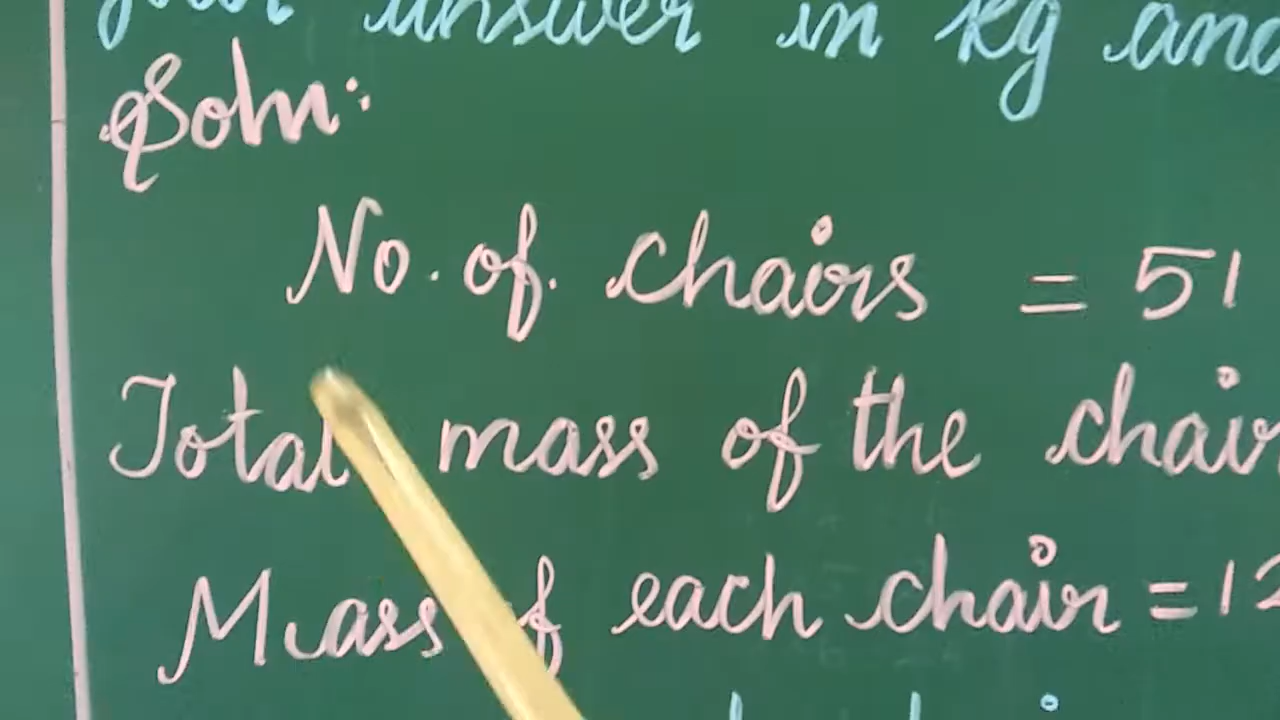 your answer in kg and
Soln:
No. of. chairs = 51
Total mass of the chair
Mass of each chair = 12